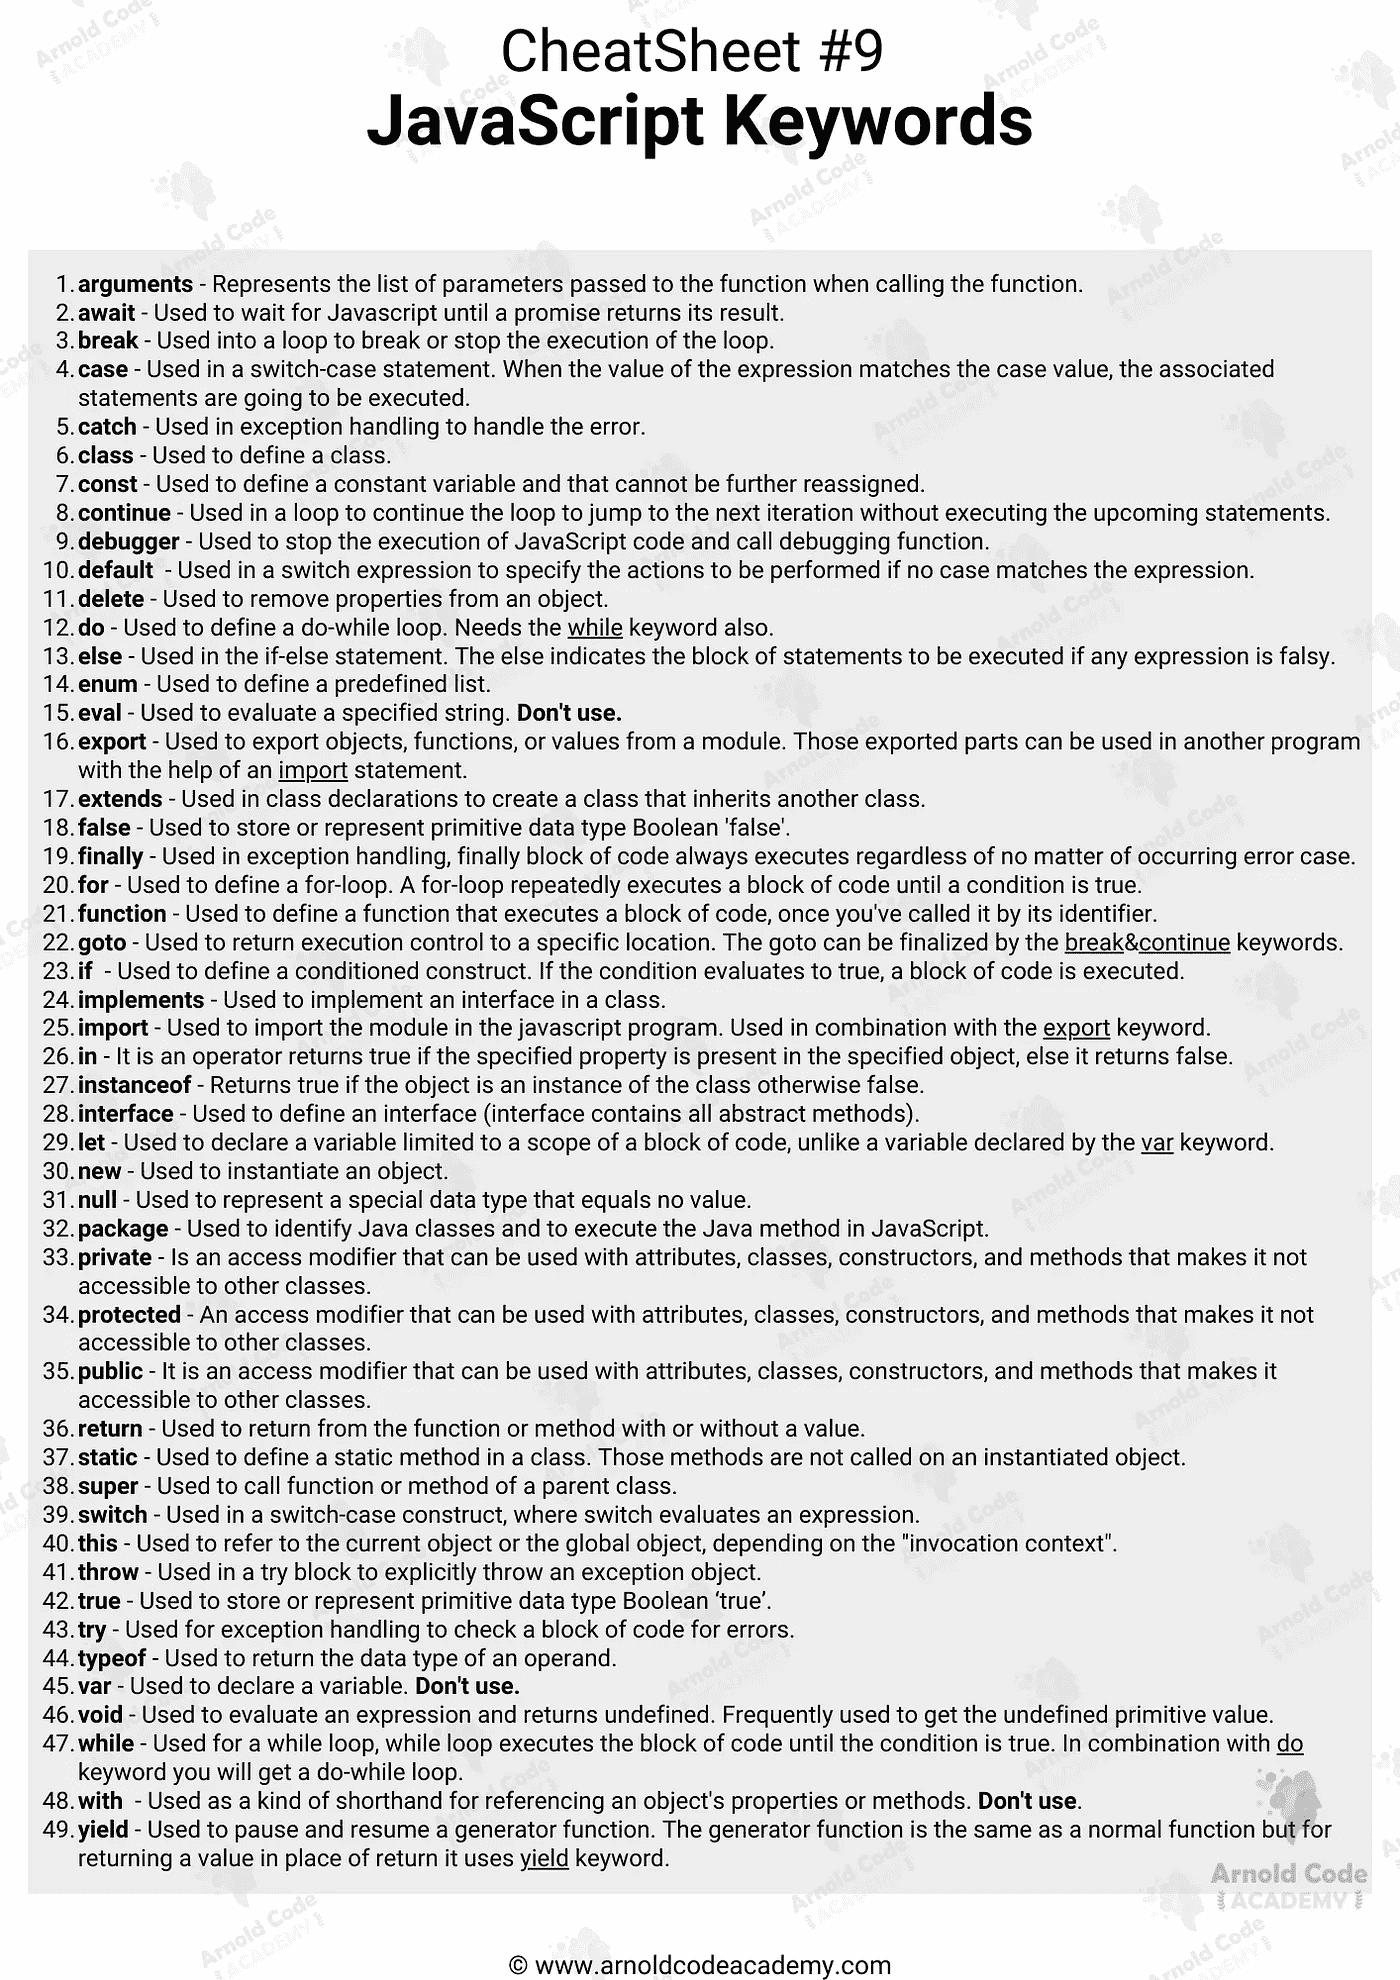 CheatSheet #9
JavaScript Keywords
1. arguments - Represents the list of parameters passed to the function when calling the function.
2. await - Used to wait for Javascript until a promise returns its result.
3. break - Used into a loop to break or stop the execution of the loop.
4. case - Used in a switch-case statement. When the value of the expression matches the case value, the associated
statements are going to be executed.
5. catch - Used in exception handling to handle the error.
6. class - Used to define a class.
7. const - Used to define a constant variable and that cannot be further reassigned.
8. continue - Used in a loop to continue the loop to jump to the next iteration without executing the upcoming statements.
9. debugger - Used to stop the execution of JavaScript code and call debugging function.
10. default - Used in a switch expression to specify the actions to be performed if no case matches the expression.
11. delete - Used to remove properties from an object.
12. do - Used to define a do-while loop. Needs the while keyword also.
13. else - Used in the if-else statement. The else indicates the block of statements to be executed if any expression is falsy.
14. enum - Used to define a predefined list.
15. eval - Used to evaluate a specified string. Don't use.
16. export - Used to export objects, functions, or values from a module. Those exported parts can be used in another program
with the help of an import statement.
17. extends - Used in class declarations to create a class that inherits another class.
18. false - Used to store or represent primitive data type Boolean 'false'.
19. finally - Used in exception handling, finally block of code always executes regardless of no matter of occurring error case.
20. for - Used to define a for-loop. A for-loop repeatedly executes a block of code until a condition is true.
21. function - Used to define a function that executes a block of code, once you've called it by its identifier.
22. goto - Used to return execution control to a specific location. The goto can be finalized by the break&continue keywords.
23. if - Used to define a conditioned construct. If the condition evaluates to true, a block of code is executed.
24. implements - Used to implement an interface in a class.
25. import - Used to import the module in the javascript program. Used in combination with the export keyword.
26. in - It is an operator returns true if the specified property is present in the specified object, else it returns false.
27. instanceof - Returns true if the object is an instance of the class otherwise false.
28. interface - Used to define an interface (interface contains all abstract methods).
29. let - Used to declare a variable limited to a scope of a block of code, unlike a variable declared by the var keyword.
30. new - Used to instantiate an object.
31. null - Used to represent a special data type that equals no value.
32. package - Used to identify Java classes and to execute the Java method in JavaScript.
33. private - Is an access modifier that can be used with attributes, classes, constructors, and methods that makes it not
accessible to other classes.
34. protected - An access modifier that can be used with attributes, classes, constructors, and methods that makes it not
accessible to other classes.
35. public - It is an access modifier that can be used with attributes, classes, constructors, and methods that makes it
accessible to other classes.
36. return - Used to return from the function or method with or without a value.
37. static - Used to define a static method in a class. Those methods are not called on an instantiated object.
38. super - Used to call function or method of a parent class.
39. switch - Used in a switch-case construct, where switch evaluates an expression.
40. this - Used to refer to the current object or the global object, depending on the "invocation context".
41. throw - Used in a try block to explicitly throw an exception object.
42. true - Used to store or represent primitive data type Boolean ‘true’.
43. try - Used for exception handling to check a block of code for errors.
44. typeof - Used to return the data type of an operand.
45. var - Used to declare a variable. Don't use.
46. void - Used to evaluate an expression and returns undefined. Frequently used to get the undefined primitive value.
47. while - Used for a while loop, while loop executes the block of code until the condition is true. In combination with do
keyword you will get a do-while loop.
48. with - Used as a kind of shorthand for referencing an object's properties or methods. Don't use.
49. yield - Used to pause and resume a generator function. The generator function is the same as a normal function but for
returning a value in place of return it uses yield keyword.
Arnold Code
ACADEMY
© www.arnoldcodeacademy.com